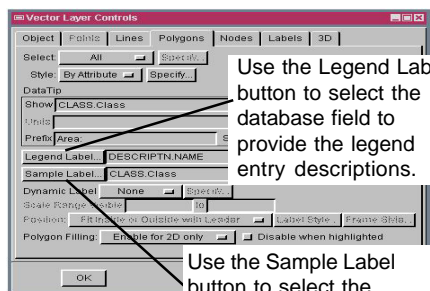 Vector Layer Controls
Object Points Lines Polygons Nodes Labels 3D
Select: All Specify...
Style: By Attribute Specify...
DataTip
Show CLASS.Class
Units
Prefix Area: S
Legend Label... DESCRIPTN.NAME
Sample Label... CLASS.Class
Dynamic Label None Specify...
Scale Range Visible: to
Position: Fit Inside or Outside with Leader Label Style... Frame Style...
Polygon Filling: Enable for 2D only Disable when highlighted
OK
Use the Legend Lab
button to select the
database field to
provide the legend
entry descriptions.
Use the Sample Label
button to select the